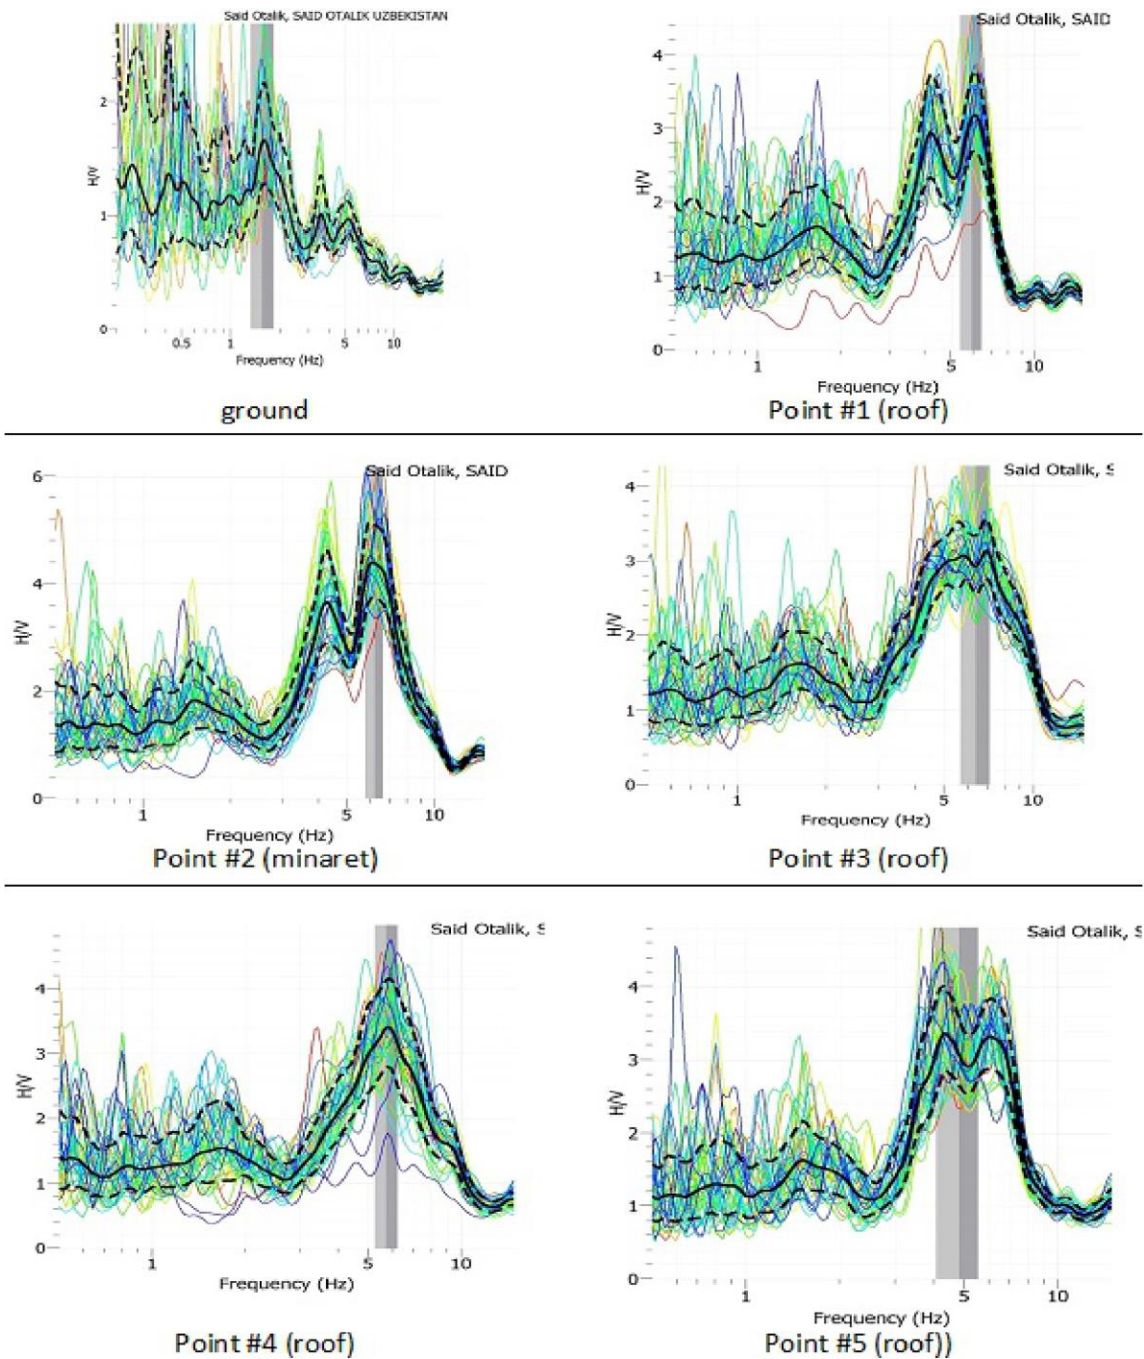 Said Otalik, SAID OTALIK UZBEKISTAN
2
1
0
H/V
0.5
1
5
10
Frequency (Hz)
ground
Said Otalik, SAID
4
3
2
1
0
H/V
1
5
10
Frequency (Hz)
Point #1 (roof)
Said Otalik, SAID
6
4
2
0
H/V
1
5
10
Frequency (Hz)
Point #2 (minaret)
Said Otalik, S
4
3
2
1
0
H/V
1
5
10
Frequency (Hz)
Point #3 (roof)
Said Otalik, S
4
3
2
1
0
H/V
1
5
10
Frequency (Hz)
Point #4 (roof)
Said Otalik, S
4
3
2
1
0
H/V
1
5
10
Frequency (Hz)
Point #5 (roof))